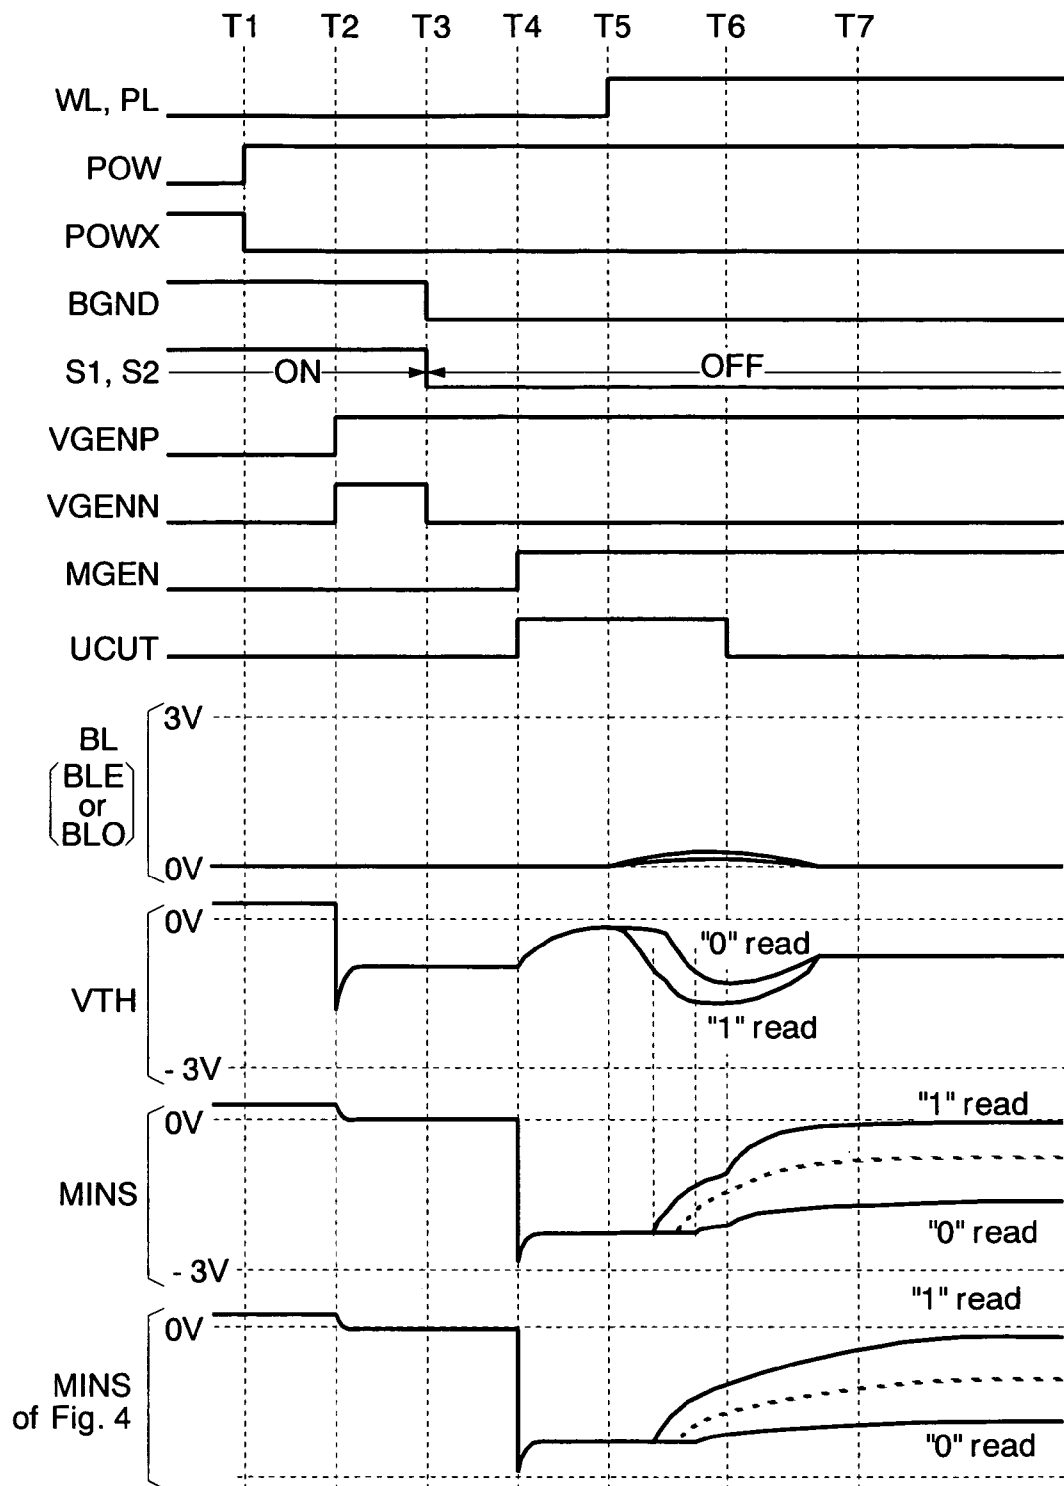 T1 T2 T3 T4 T5 T6 T7
WL, PL
POW
POWX
BGND
S1, S2 ON OFF
VGENP
VGENN
MGEN
UCUT
3V
BL
BLE
or
BLO
0V
0V
"0" read
VTH
"1" read
- 3V
"1" read
0V
MINS
"0" read
- 3V
"1" read
0V
MINS
of Fig. 4
"0" read